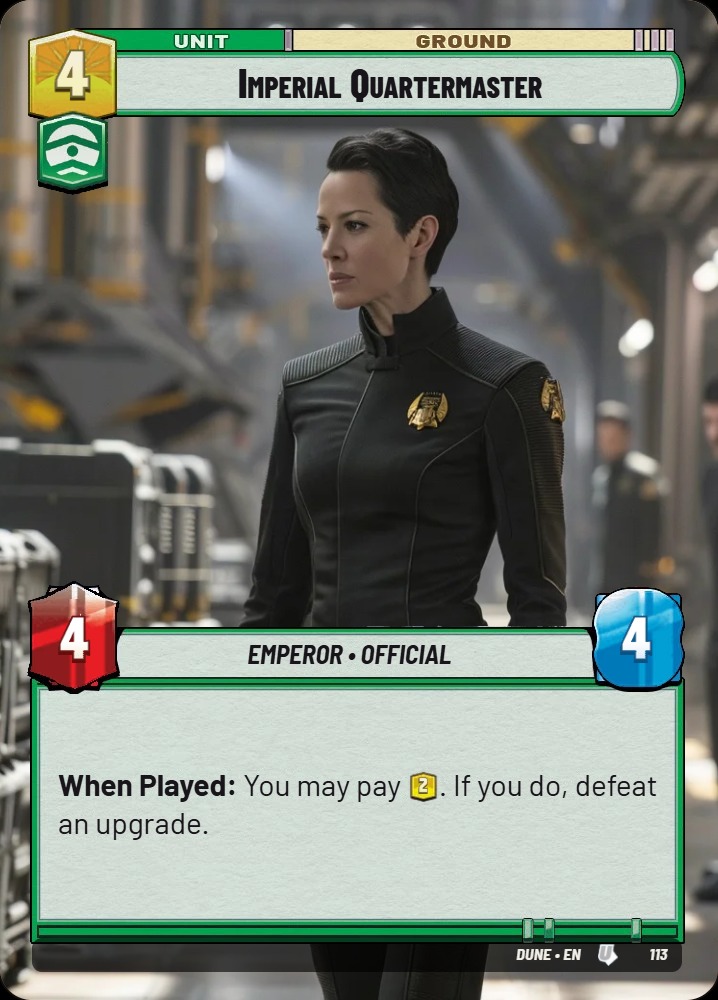 UNIT
GROUND
4
IMPERIAL QUARTERMASTER
4
EMPEROR • OFFICIAL
4
When Played: You may pay 2. If you do, defeat
an upgrade.
DUNE • EN U 113